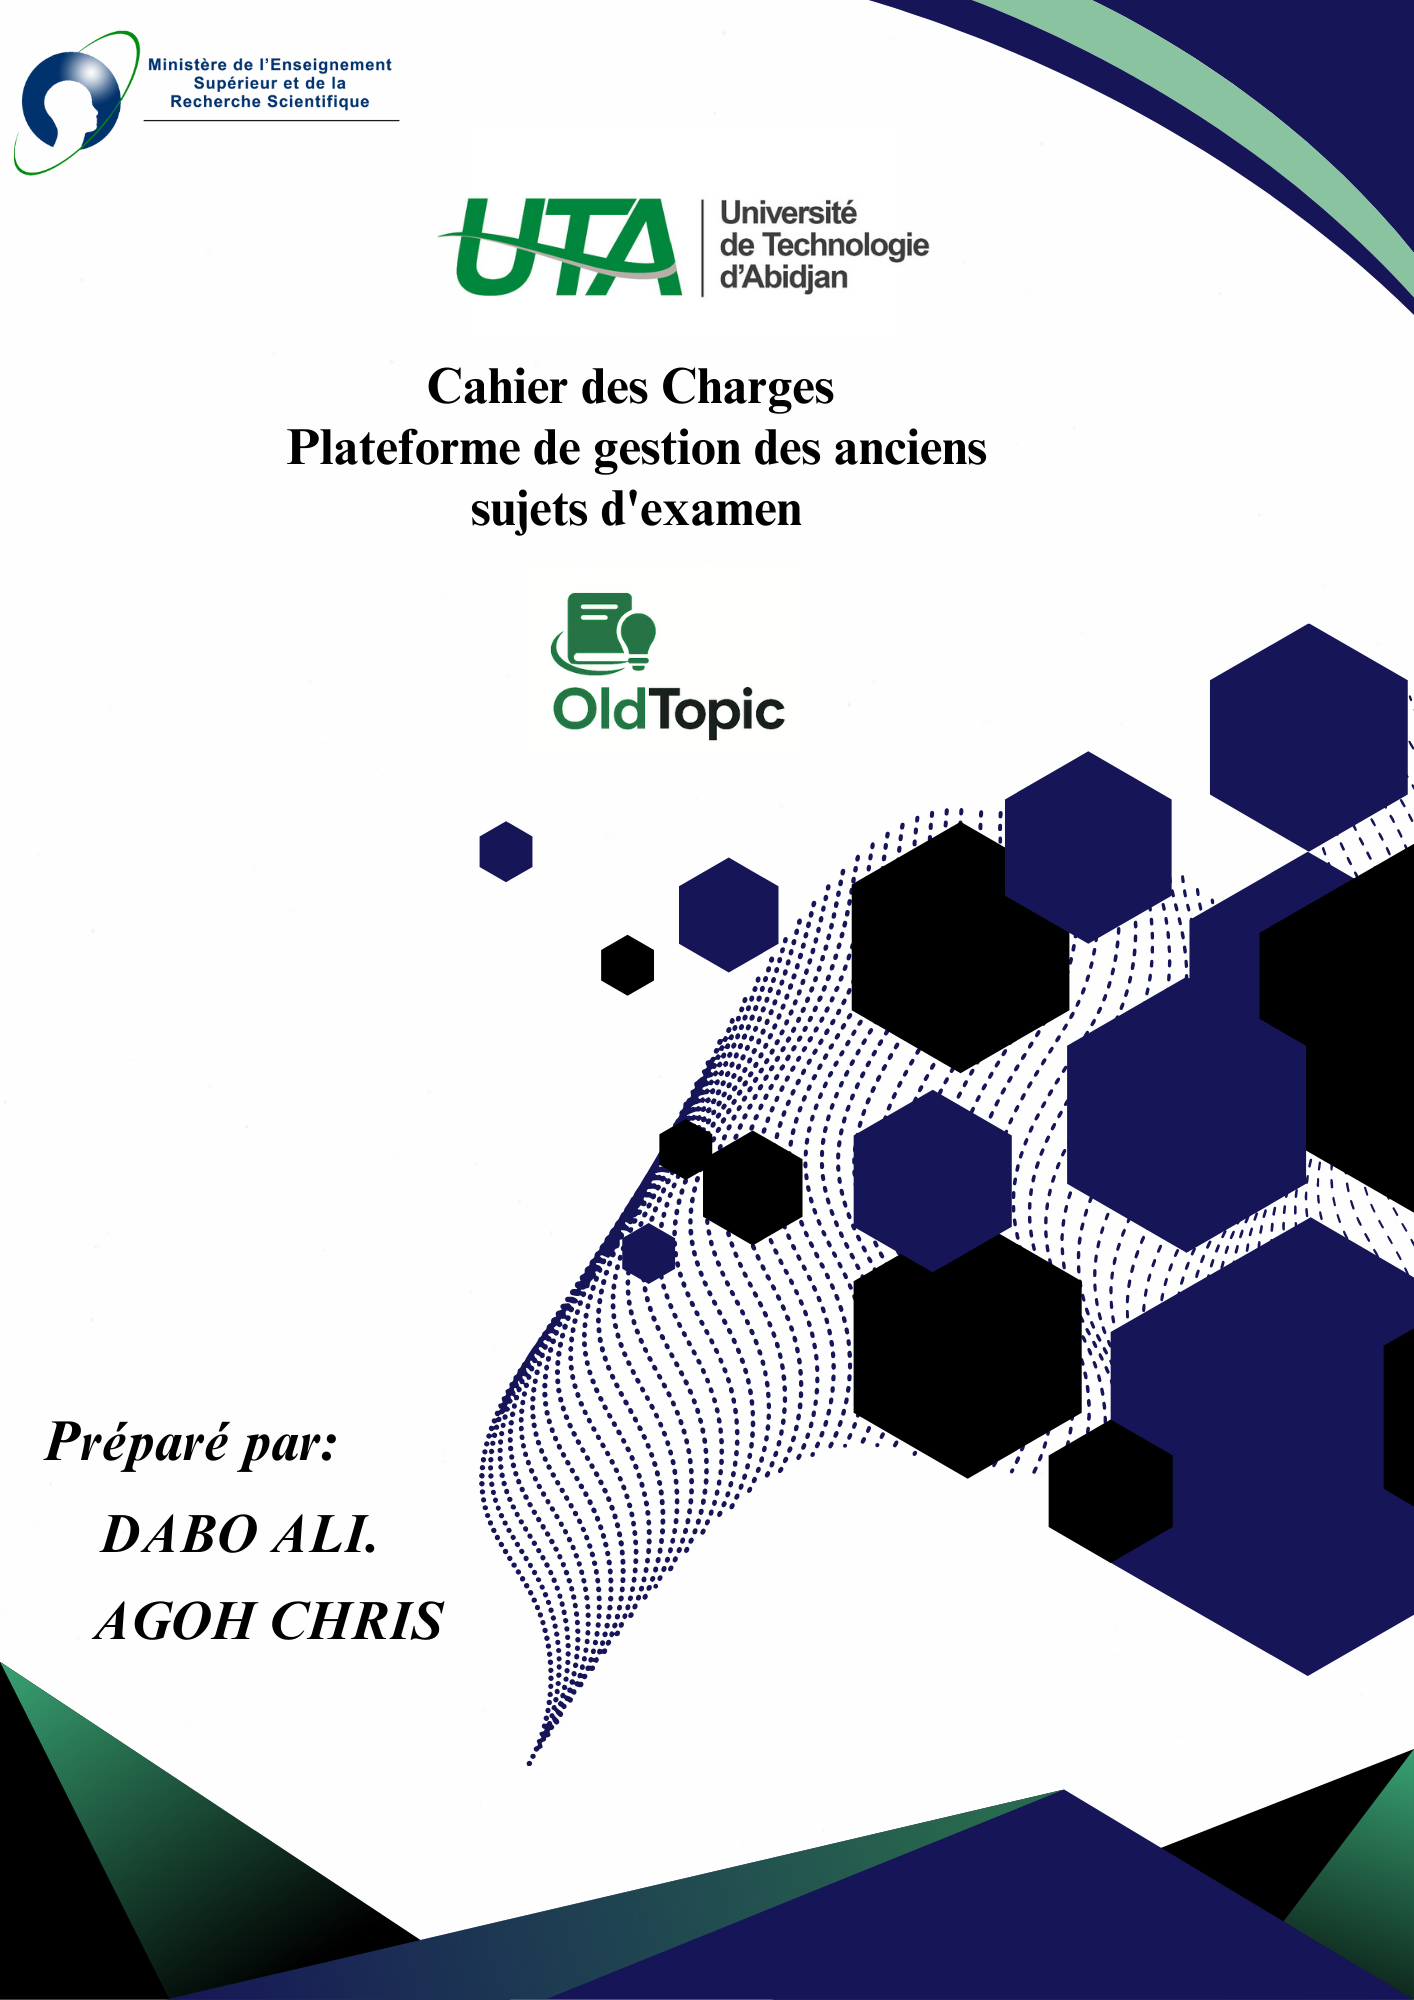 Ministère de l'Enseignement
Supérieur et de la
Recherche Scientifique
UTA
Université
de Technologie
d'Abidjan
Cahier des Charges
Plateforme de gestion des anciens
sujets d'examen
OldTopic
Préparé par:
DABO ALI.
AGOH CHRIS